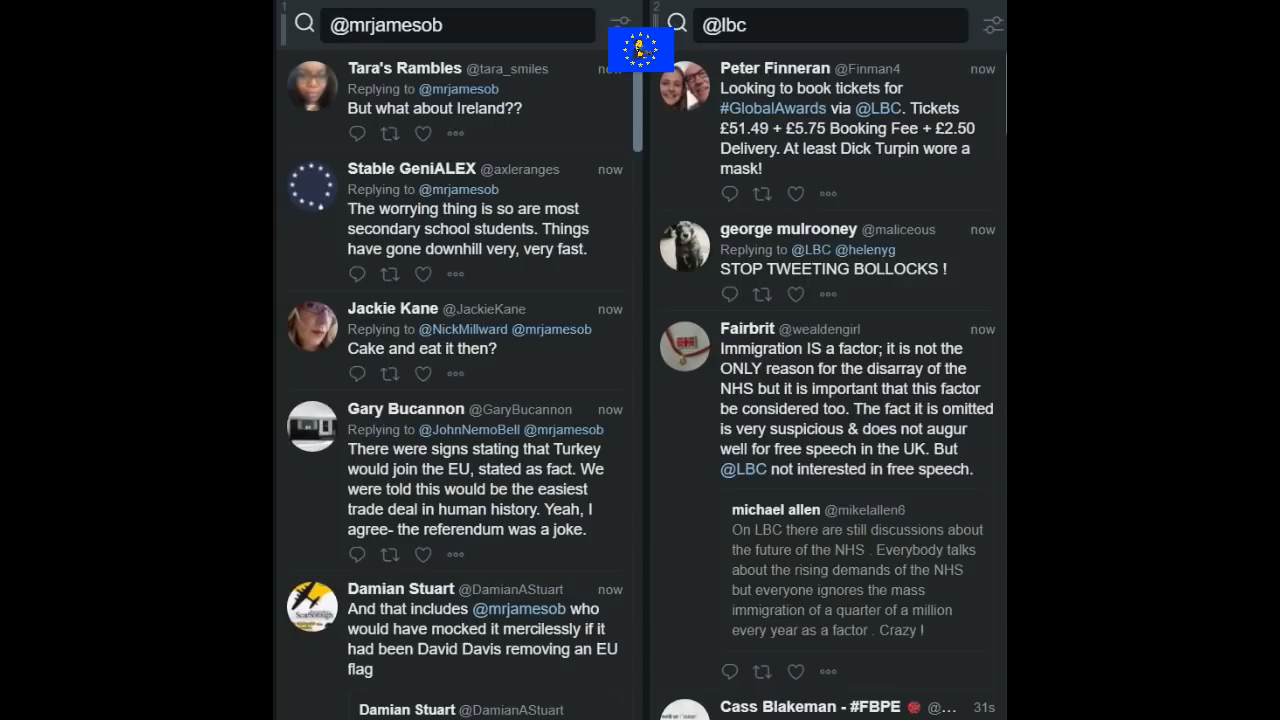 1
@mrjamesob
Tara's Rambles @tara_smiles now
Replying to @mrjamesob
But what about Ireland??
Stable GeniALEX @axleranges now
Replying to @mrjamesob
The worrying thing is so are most
secondary school students. Things
have gone downhill very, very fast.
Jackie Kane @JackieKane now
Replying to @NickMillward @mrjamesob
Cake and eat it then?
Gary Bucannon @GaryBucannon now
Replying to @JohnNemoBell @mrjamesob
There were signs stating that Turkey
would join the EU, stated as fact. We
were told this would be the easiest
trade deal in human history. Yeah, I
agree- the referendum was a joke.
Damian Stuart @DamianAStuart now
And that includes @mrjamesob who
would have mocked it mercilessly if it
had been David Davis removing an EU
flag
Damian Stuart @DamianAStuart
2
@lbc
Peter Finneran @Finman4 now
Looking to book tickets for
#GlobalAwards via @LBC. Tickets
£51.49 + £5.75 Booking Fee + £2.50
Delivery. At least Dick Turpin wore a
mask!
george mulrooney @maliceous now
Replying to @LBC @helenyg
STOP TWEETING BOLLOCKS !
Fairbrit @wealdengirl now
Immigration IS a factor; it is not the
ONLY reason for the disarray of the
NHS but it is important that this factor
be considered too. The fact it is omitted
is very suspicious & does not augur
well for free speech in the UK. But
@LBC not interested in free speech.
michael allen @mikelallen6
On LBC there are still discussions about
the future of the NHS . Everybody talks
about the rising demands of the NHS
but everyone ignores the mass
immigration of a quarter of a million
every year as a factor . Crazy !
Cass Blakeman - #FBPE @... 31s